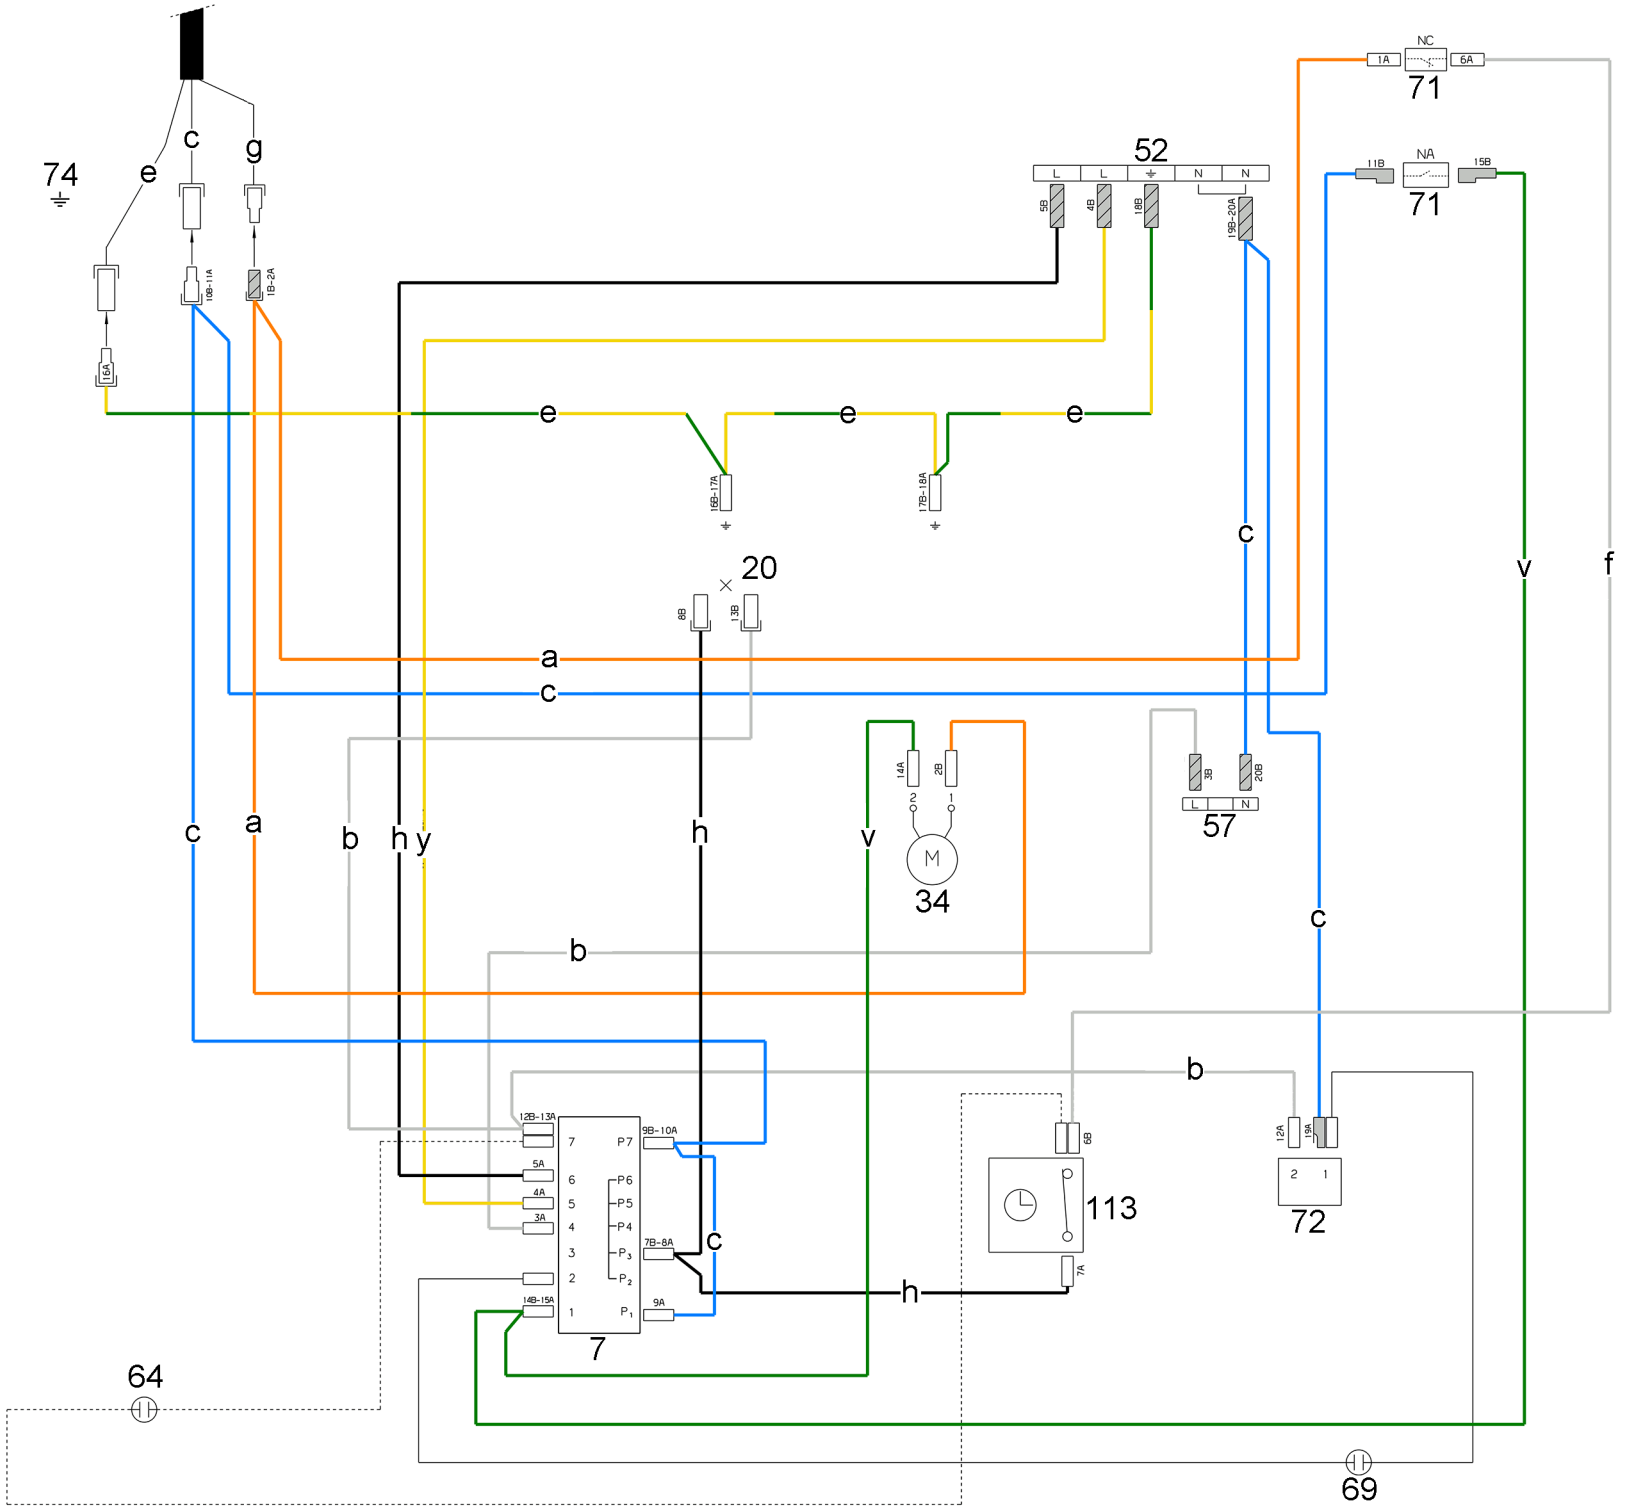 NC
1A
6A
71
c
g
e
74
52
L
L
N
N
NA
11B
15B
71
5B
4B
18B
19B-20A
10B-11A
1B-2A
16A
e
e
e
16B-17A
17B-18A
c
v
f
20
8B
13B
a
c
14A
2B
2
1
M
34
3B
20B
L
N
57
c
a
b
h
y
h
v
c
b
b
12B-13A
7
P7
9B-10A
5A
6
P6
4A
5
P5
3A
4
P4
3
P3
7B-8A
c
2
P2
14B-15A
1
P1
9A
7
h
6B
113
7A
12A
19A
2
1
72
64
69